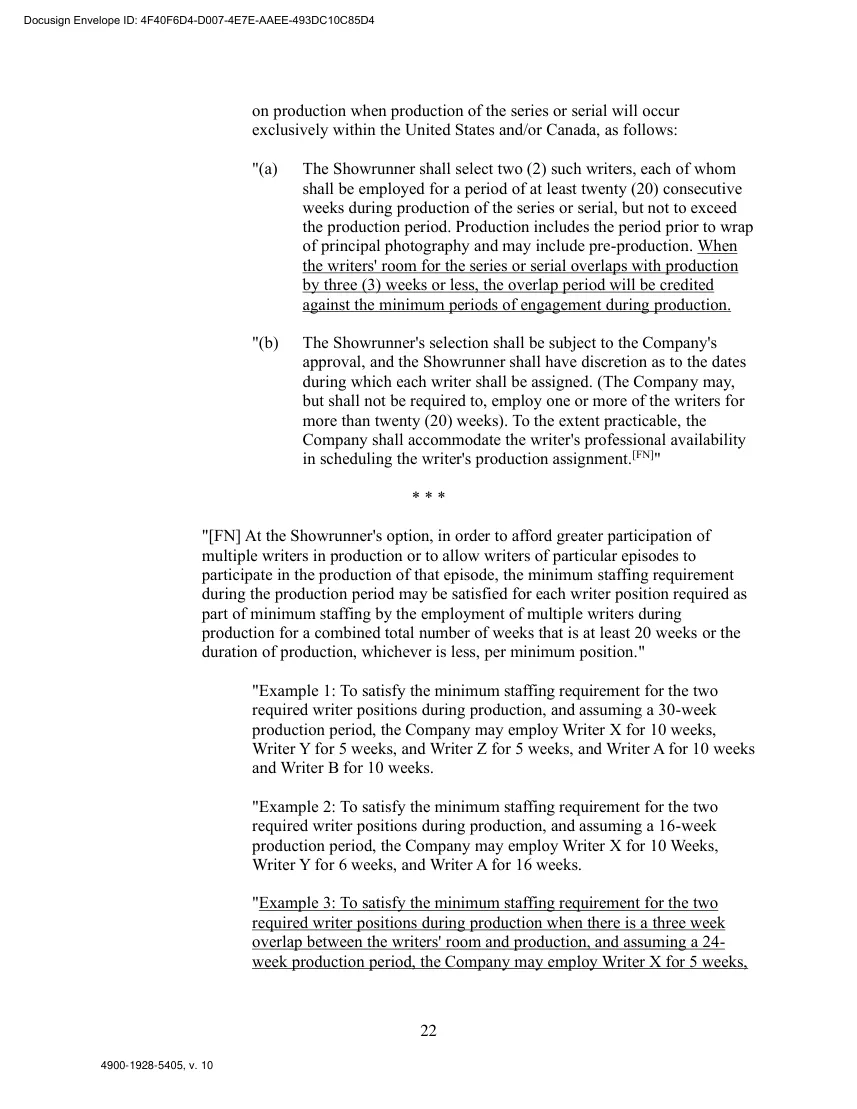 Docusign Envelope ID: 4F40F6D4-D007-4E7E-AAEE-493DC10C85D4
on production when production of the series or serial will occur
exclusively within the United States and/or Canada, as follows:
"(a) The Showrunner shall select two (2) such writers, each of whom
shall be employed for a period of at least twenty (20) consecutive
weeks during production of the series or serial, but not to exceed
the production period. Production includes the period prior to wrap
of principal photography and may include pre-production. When
the writers' room for the series or serial overlaps with production
by three (3) weeks or less, the overlap period will be credited
against the minimum periods of engagement during production.
"(b) The Showrunner's selection shall be subject to the Company's
approval, and the Showrunner shall have discretion as to the dates
during which each writer shall be assigned. (The Company may,
but shall not be required to, employ one or more of the writers for
more than twenty (20) weeks). To the extent practicable, the
Company shall accommodate the writer's professional availability
in scheduling the writer's production assignment.[FN]"
* * *
"[FN] At the Showrunner's option, in order to afford greater participation of
multiple writers in production or to allow writers of particular episodes to
participate in the production of that episode, the minimum staffing requirement
during the production period may be satisfied for each writer position required as
part of minimum staffing by the employment of multiple writers during
production for a combined total number of weeks that is at least 20 weeks or the
duration of production, whichever is less, per minimum position."
"Example 1: To satisfy the minimum staffing requirement for the two
required writer positions during production, and assuming a 30-week
production period, the Company may employ Writer X for 10 weeks,
Writer Y for 5 weeks, and Writer Z for 5 weeks, and Writer A for 10 weeks
and Writer B for 10 weeks.
"Example 2: To satisfy the minimum staffing requirement for the two
required writer positions during production, and assuming a 16-week
production period, the Company may employ Writer X for 10 Weeks,
Writer Y for 6 weeks, and Writer A for 16 weeks.
"Example 3: To satisfy the minimum staffing requirement for the two
required writer positions during production when there is a three week
overlap between the writers' room and production, and assuming a 24-
week production period, the Company may employ Writer X for 5 weeks,
22
4900-1928-5405, v. 10